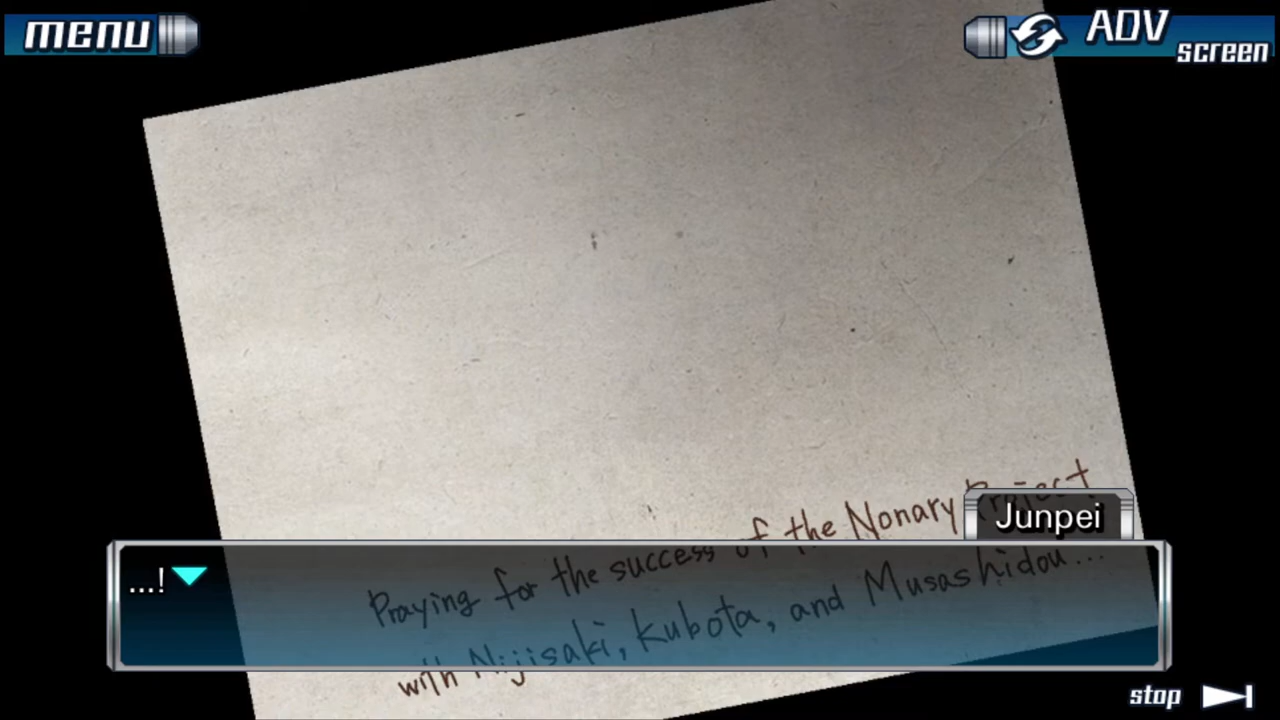 menu
ADV
screen
Praying for the success of the Nonary Project
with Nijisaki, Kubota, and Musashidou...
Junpei
...!
stop